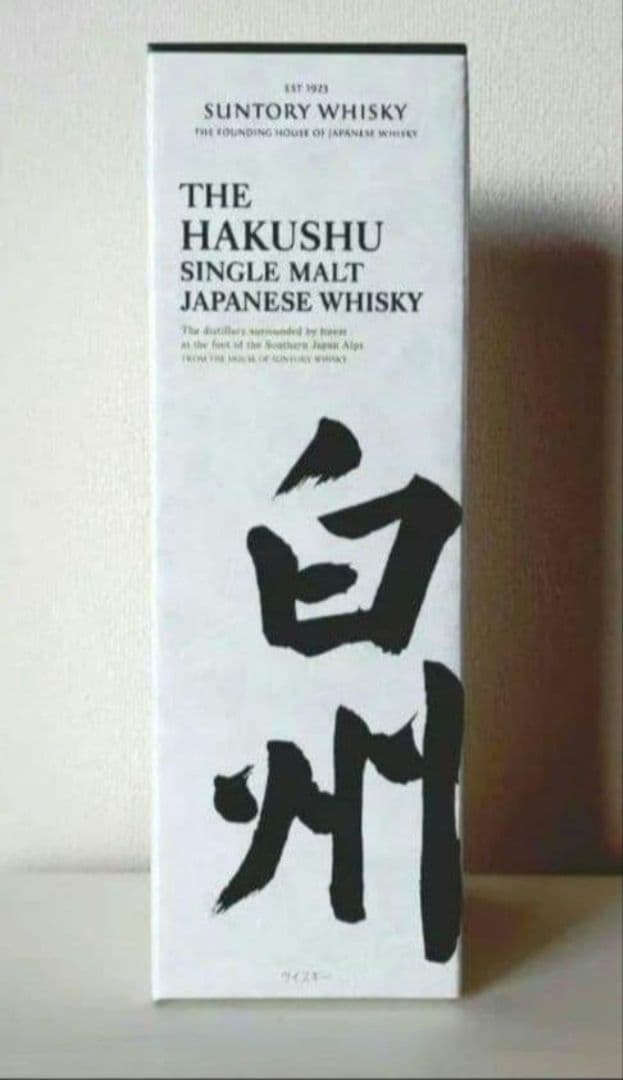 EST 1923
SUNTORY WHISKY
THE FOUNDING HOUSE OF JAPANESE WHISKY
THE
HAKUSHU
SINGLE MALT
JAPANESE WHISKY
The distillery surrounded by forest
at the foot of the Southern Japan Alps
FROM THE HOUSE OF SUNTORY WHISKY
白
州
ウイスキー